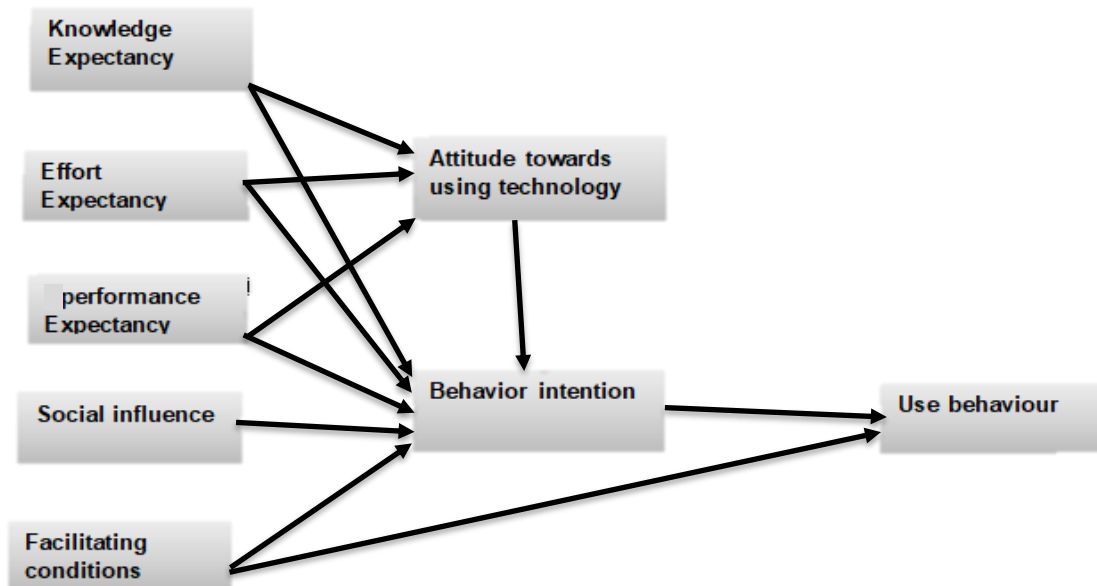 Knowledge
Expectancy
Attitude towards
using technology
Effort
Expectancy
performance
Expectancy
Behavior intention
Use behaviour
Social influence
Facilitating
conditions